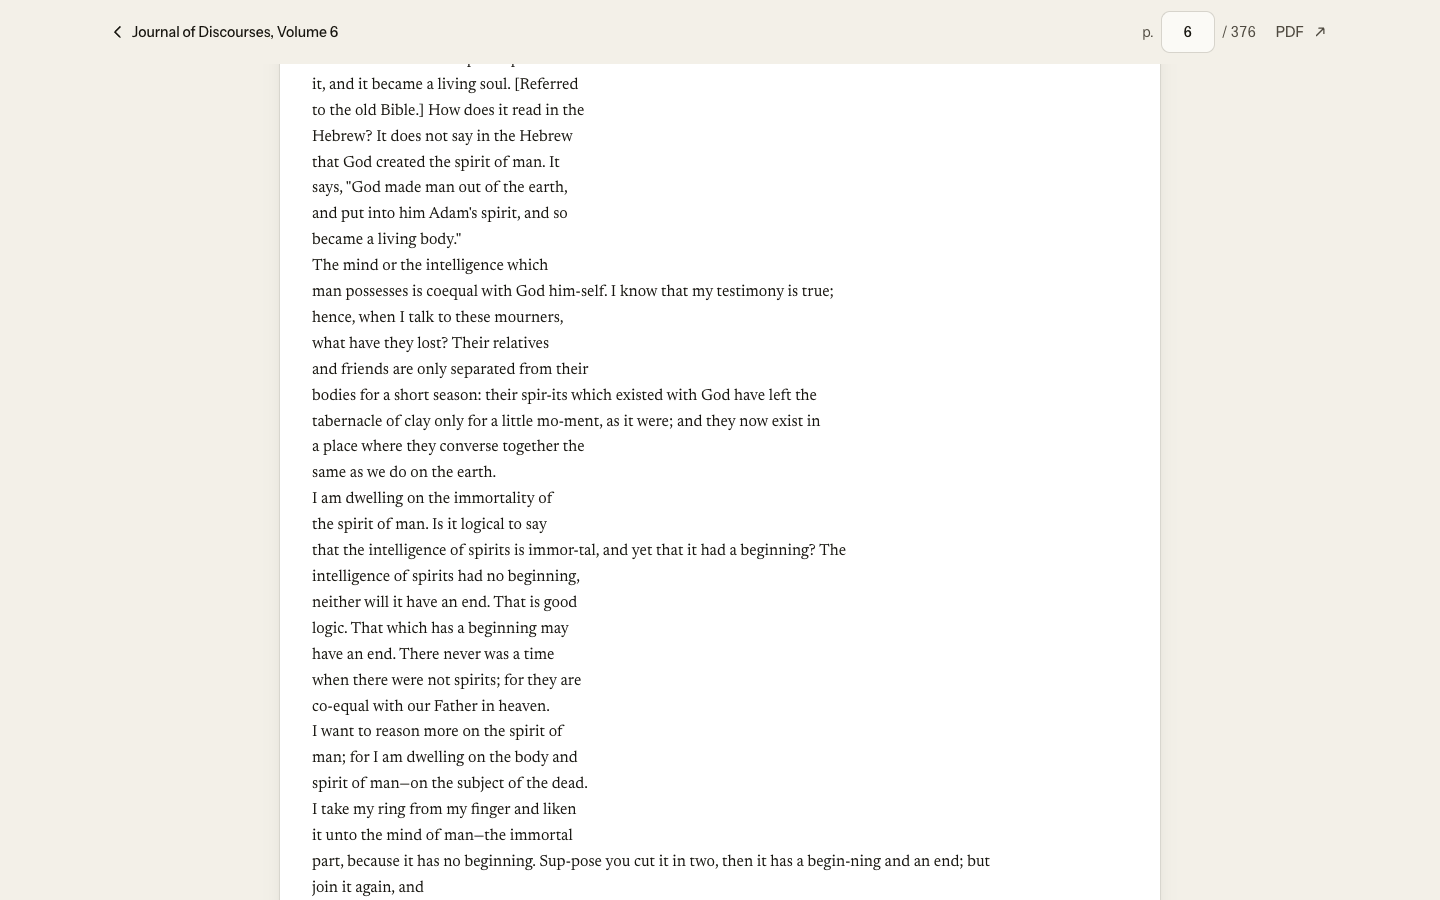 Journal of Discourses, Volume 6
p. 6 / 376 PDF
it, and it became a living soul. [Referred
to the old Bible.] How does it read in the
Hebrew? It does not say in the Hebrew
that God created the spirit of man. It
says, "God made man out of the earth,
and put into him Adam's spirit, and so
became a living body."
The mind or the intelligence which
man possesses is coequal with God him-self. I know that my testimony is true;
hence, when I talk to these mourners,
what have they lost? Their relatives
and friends are only separated from their
bodies for a short season: their spir-its which existed with God have left the
tabernacle of clay only for a little mo-ment, as it were; and they now exist in
a place where they converse together the
same as we do on the earth.
I am dwelling on the immortality of
the spirit of man. Is it logical to say
that the intelligence of spirits is immor-tal, and yet that it had a beginning? The
intelligence of spirits had no beginning,
neither will it have an end. That is good
logic. That which has a beginning may
have an end. There never was a time
when there were not spirits; for they are
co-equal with our Father in heaven.
I want to reason more on the spirit of
man; for I am dwelling on the body and
spirit of man—on the subject of the dead.
I take my ring from my finger and liken
it unto the mind of man—the immortal
part, because it has no beginning. Sup-pose you cut it in two, then it has a begin-ning and an end; but
join it again, and